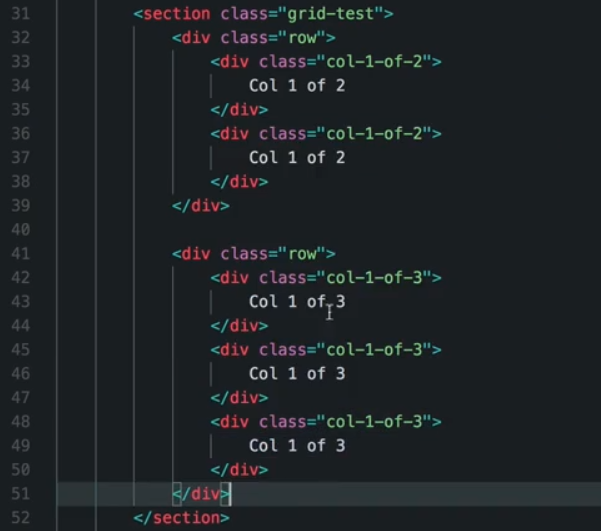 31 <section class="grid-test">
32 <div class="row">
33 <div class="col-1-of-2">
34 Col 1 of 2
35 </div>
36 <div class="col-1-of-2">
37 Col 1 of 2
38 </div>
39 </div>
40
41 <div class="row">
42 <div class="col-1-of-3">
43 Col 1 of 3
44 </div>
45 <div class="col-1-of-3">
46 Col 1 of 3
47 </div>
48 <div class="col-1-of-3">
49 Col 1 of 3
50 </div>
51 </div>
52 </section>